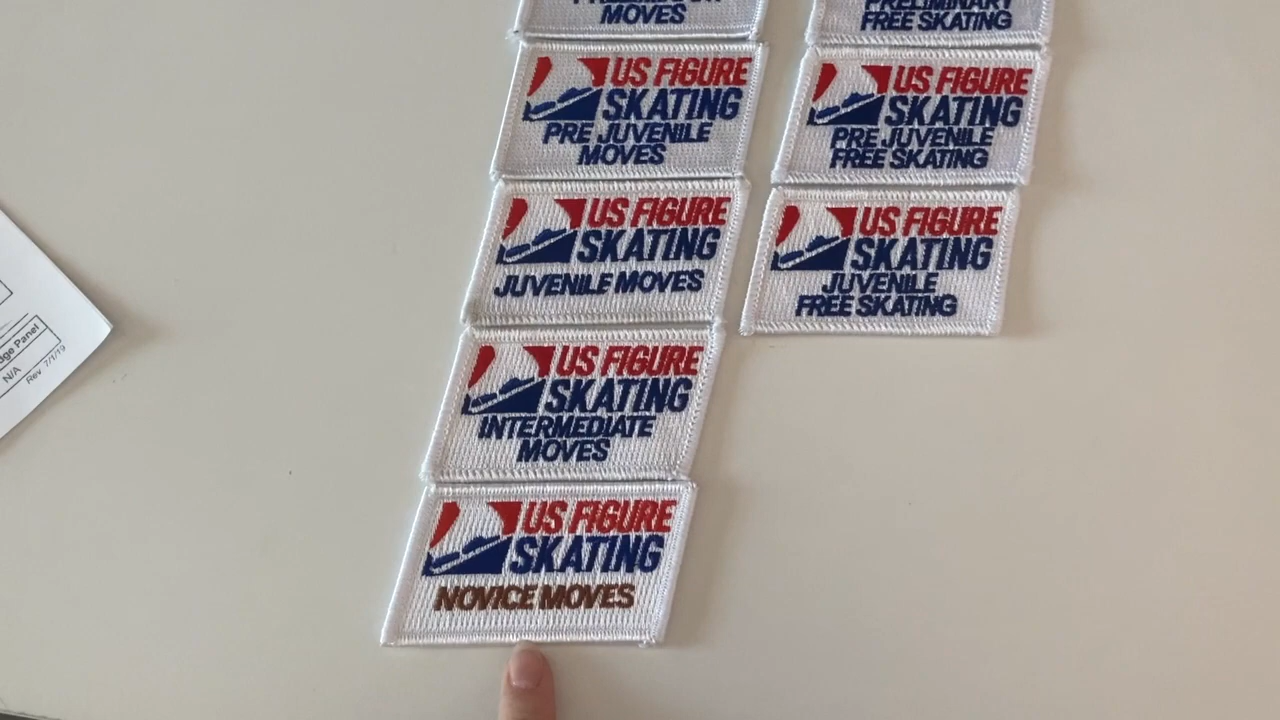 MOVES
PRELIMINARY
FREE SKATING
US FIGURE
SKATING
PRE JUVENILE
MOVES
US FIGURE
SKATING
PRE JUVENILE
FREE SKATING
US FIGURE
SKATING
JUVENILE MOVES
US FIGURE
SKATING
JUVENILE
FREE SKATING
US FIGURE
SKATING
INTERMEDIATE
MOVES
US FIGURE
SKATING
NOVICE MOVES
Panel
N/A
Rev 7/1/19